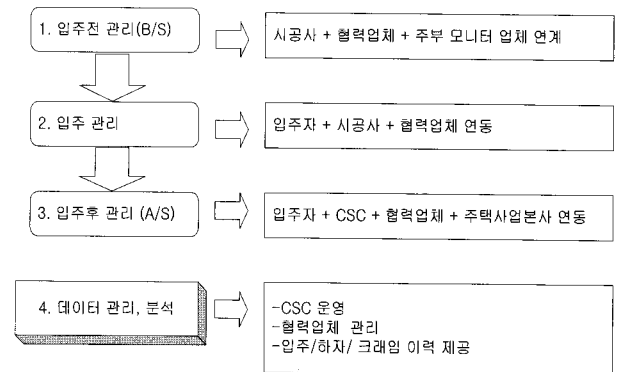 1. 입주전 관리(B/S)
시공사 + 협력업체 + 주부 모니터 업체 연계
2. 입주 관리
입주자 + 시공사 + 협력업체 연동
3. 입주후 관리 (A/S)
입주자 + CSC + 협력업체 + 주택사업본사 연동
4. 데이터 관리, 분석
-CSC 운영
-협력업체 관리
-입주/하자/ 크래임 이력 제공